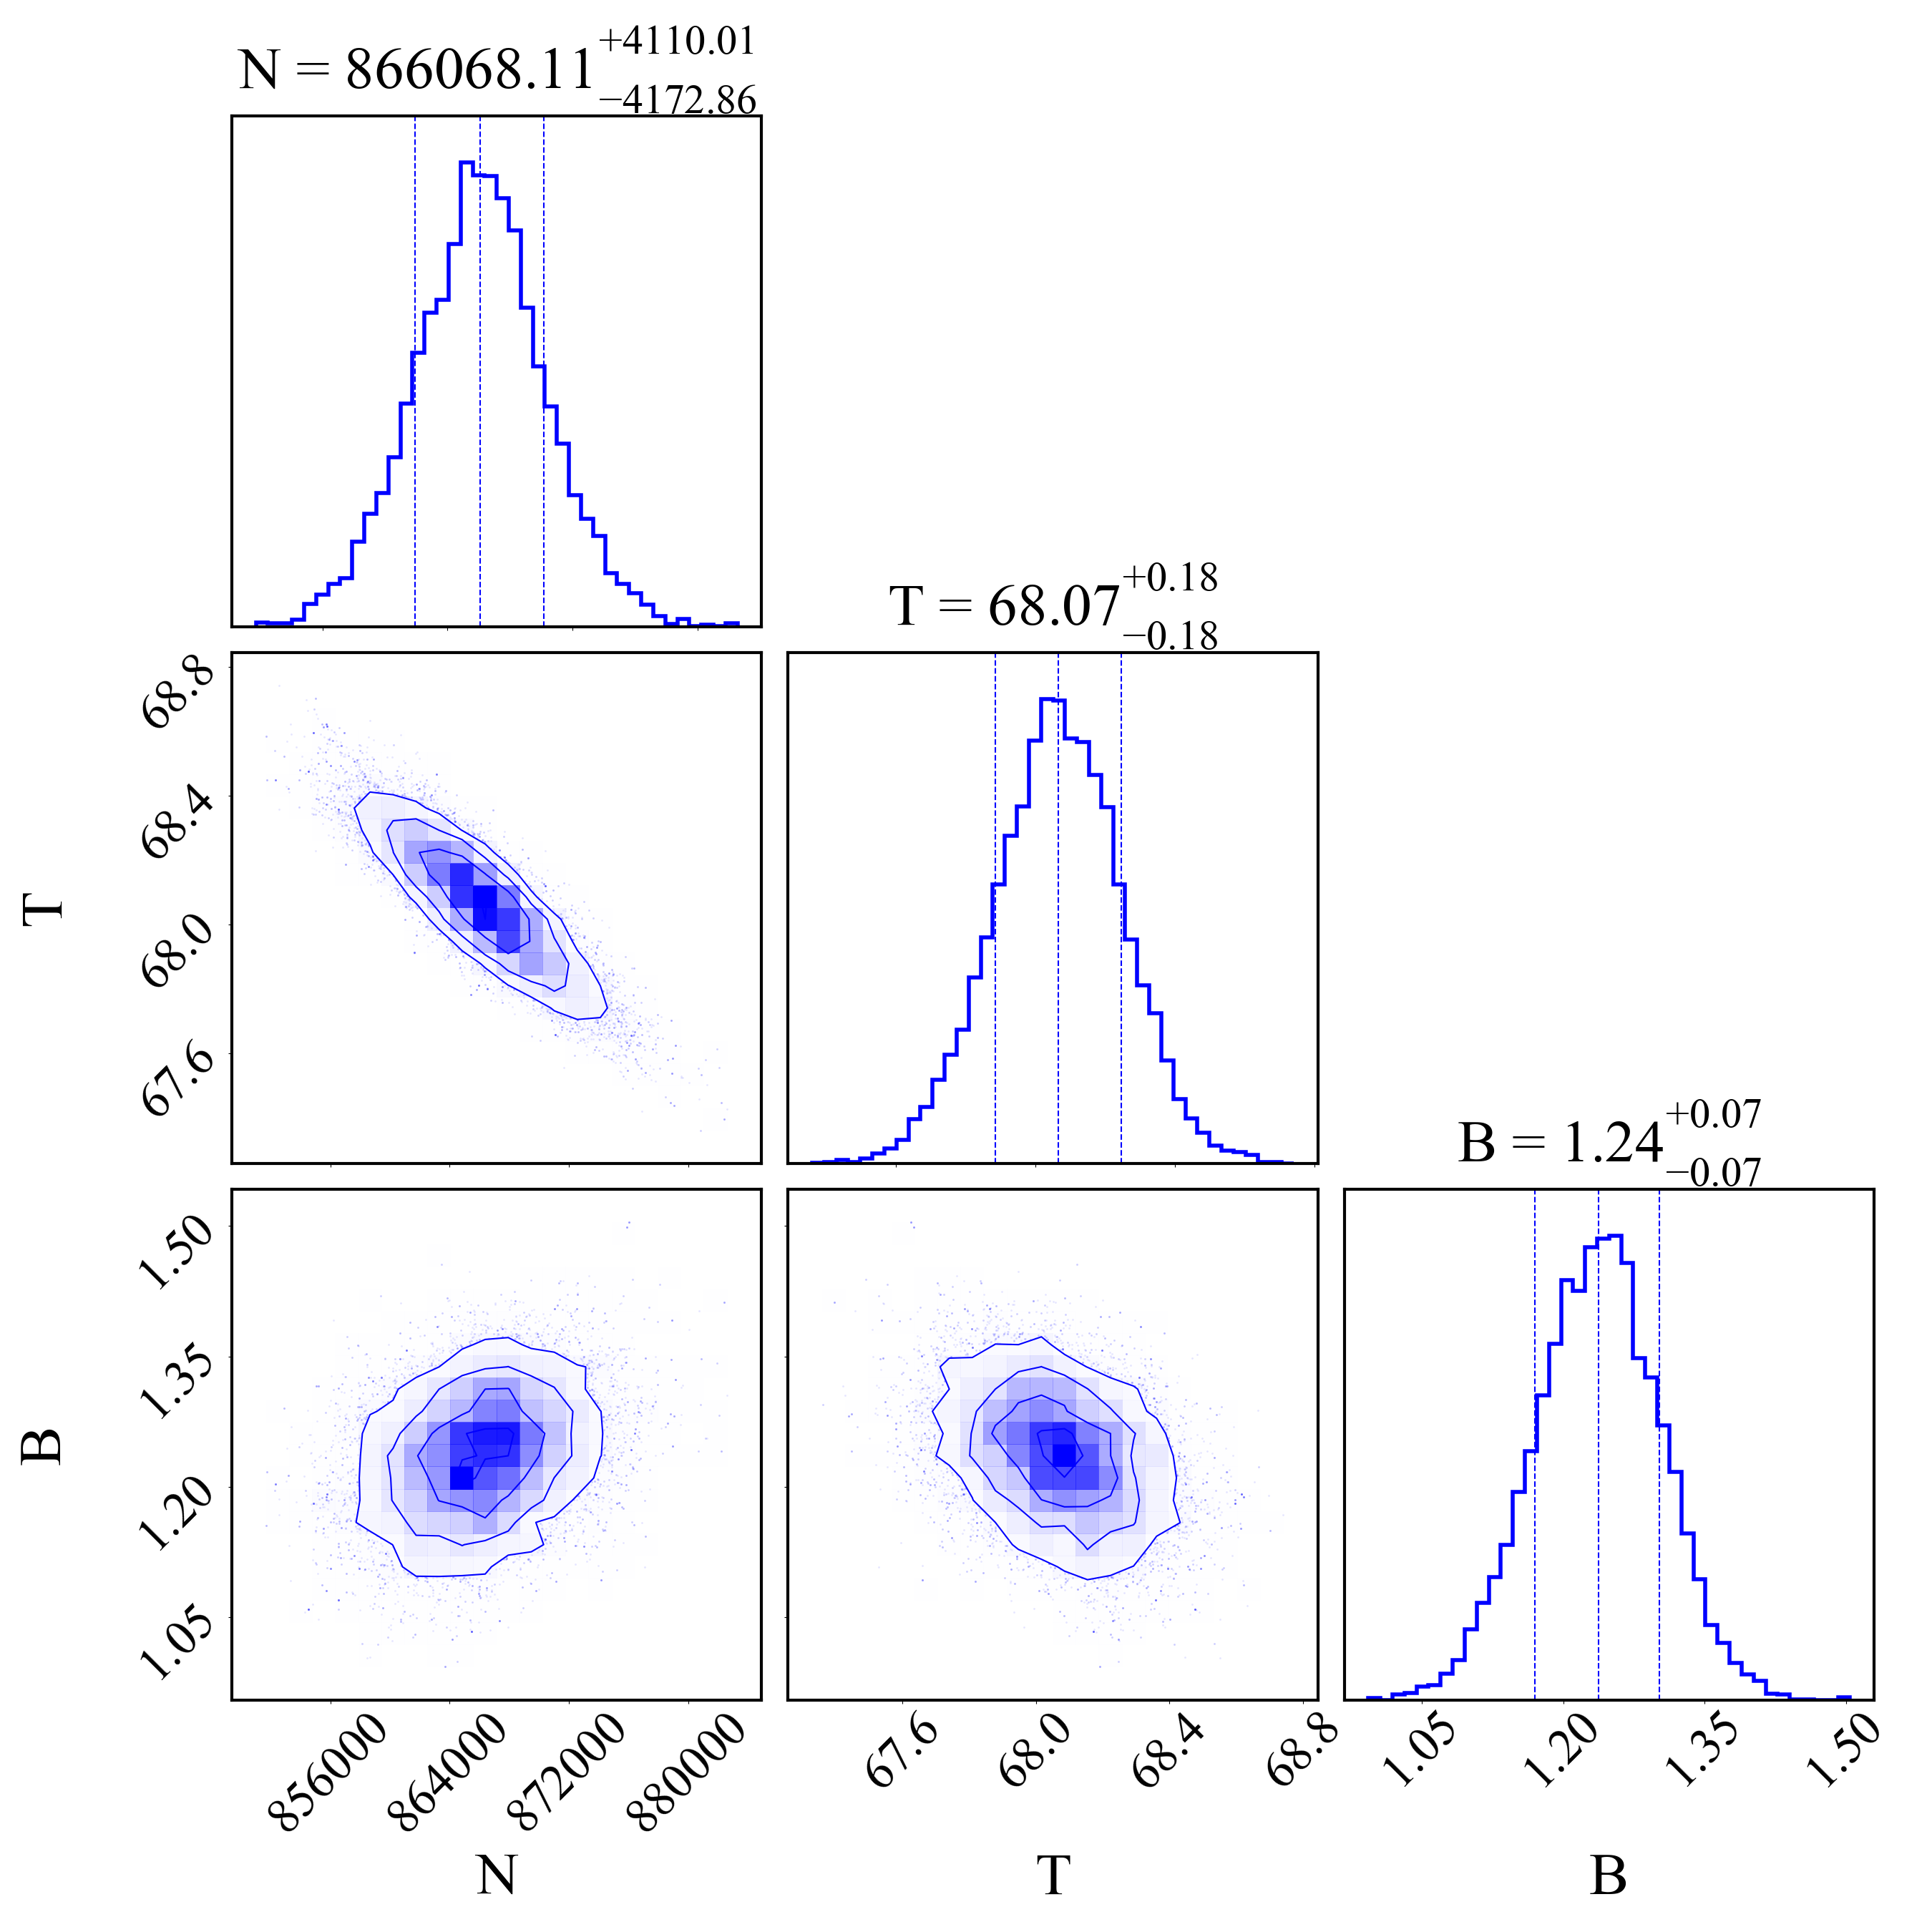 N = 866068.11 +4110.01 −4172.86
T = 68.07 +0.18 −0.18
68.8
68.4
68.0
67.6
T
B = 1.24 +0.07 −0.07
1.50
1.35
1.20
1.05
B
856000 864000 872000 880000
67.6 68.0 68.4 68.8
1.05 1.20 1.35 1.50
N T B